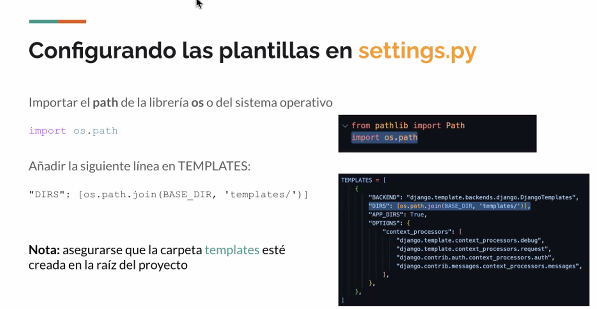 Configurando las plantillas en settings.py
Importar el path de la librería os o del sistema operativo
import os.path
Añadir la siguiente línea en TEMPLATES:
"DIRS": [os.path.join(BASE_DIR, 'templates/')]
Nota: asegurarse que la carpeta templates esté
creada en la raíz del proyecto
from pathlib import Path
import os.path
TEMPLATES = [
{
"BACKEND": "django.template.backends.django.DjangoTemplates",
"DIRS": [os.path.join(BASE_DIR, 'templates/')],
"APP_DIRS": True,
"OPTIONS": {
"context_processors": [
"django.template.context_processors.debug",
"django.template.context_processors.request",
"django.contrib.auth.context_processors.auth",
"django.contrib.messages.context_processors.messages",
],
},
},
]